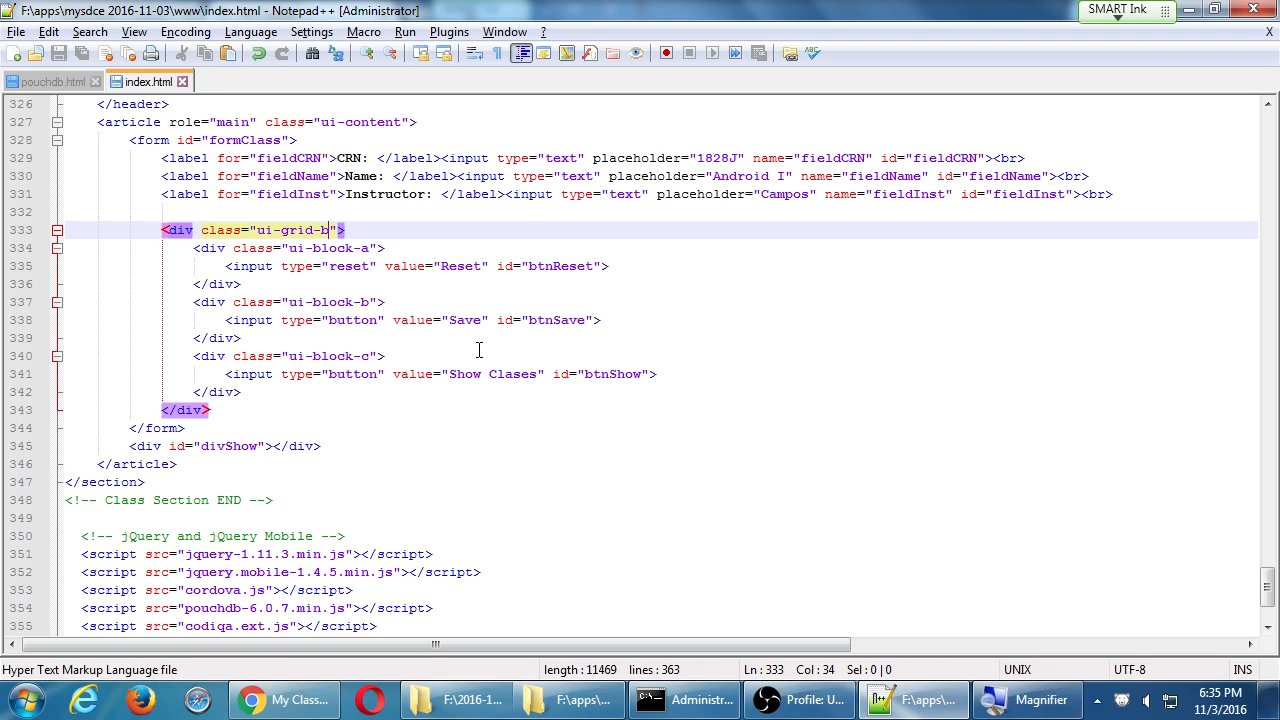 F:\apps\mysdce 2016-11-03\www\index.html - Notepad++ [Administrator]
SMART Ink
File Edit Search View Encoding Language Settings Macro Run Plugins Window ? X
pouchdb.html index.html
326 </header>
327 <article role="main" class="ui-content">
328 <form id="formClass">
329 <label for="fieldCRN">CRN: </label><input type="text" placeholder="1828J" name="fieldCRN" id="fieldCRN"><br>
330 <label for="fieldName">Name: </label><input type="text" placeholder="Android I" name="fieldName" id="fieldName"><br>
331 <label for="fieldInst">Instructor: </label><input type="text" placeholder="Campos" name="fieldInst" id="fieldInst"><br>
332
333 <div class="ui-grid-b">
334 <div class="ui-block-a">
335 <input type="reset" value="Reset" id="btnReset">
336 </div>
337 <div class="ui-block-b">
338 <input type="button" value="Save" id="btnSave">
339 </div>
340 <div class="ui-block-c">
341 <input type="button" value="Show Clases" id="btnShow">
342 </div>
343 </div>
344 </form>
345 <div id="divShow"></div>
346 </article>
347 </section>
348 <!-- Class Section END -->
349
350 <!-- jQuery and jQuery Mobile -->
351 <script src="jquery-1.11.3.min.js"></script>
352 <script src="jquery.mobile-1.4.5.min.js"></script>
353 <script src="cordova.js"></script>
354 <script src="pouchdb-6.0.7.min.js"></script>
355 <script src="codiqa.ext.js"></script>
Hyper Text Markup Language file length : 11469 lines : 363 Ln : 333 Col : 34 Sel : 0 | 0 UNIX UTF-8 INS
My Class... F:\2016-1... F:\apps\... Administr... Profile: U... F:\apps\... Magnifier 6:35 PM
11/3/2016